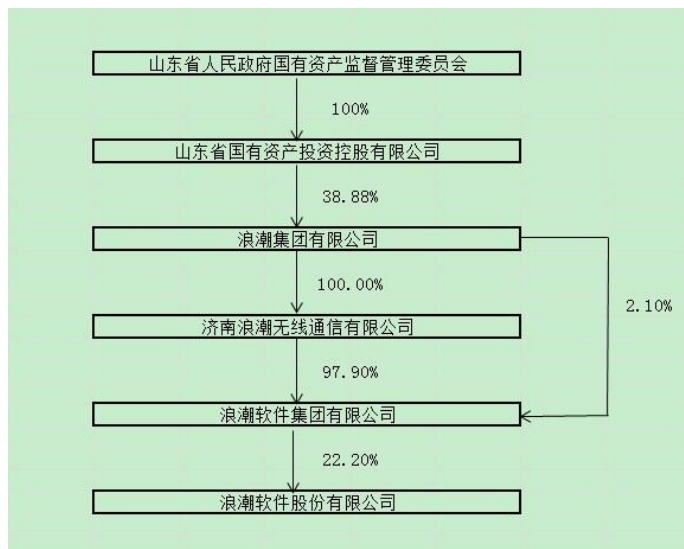 山东省人民政府国有资产监督管理委员会
100%
山东省国有资产投资控股有限公司
38.88%
浪潮集团有限公司
100.00%
2.10%
济南浪潮无线通信有限公司
97.90%
浪潮软件集团有限公司
22.20%
浪潮软件股份有限公司